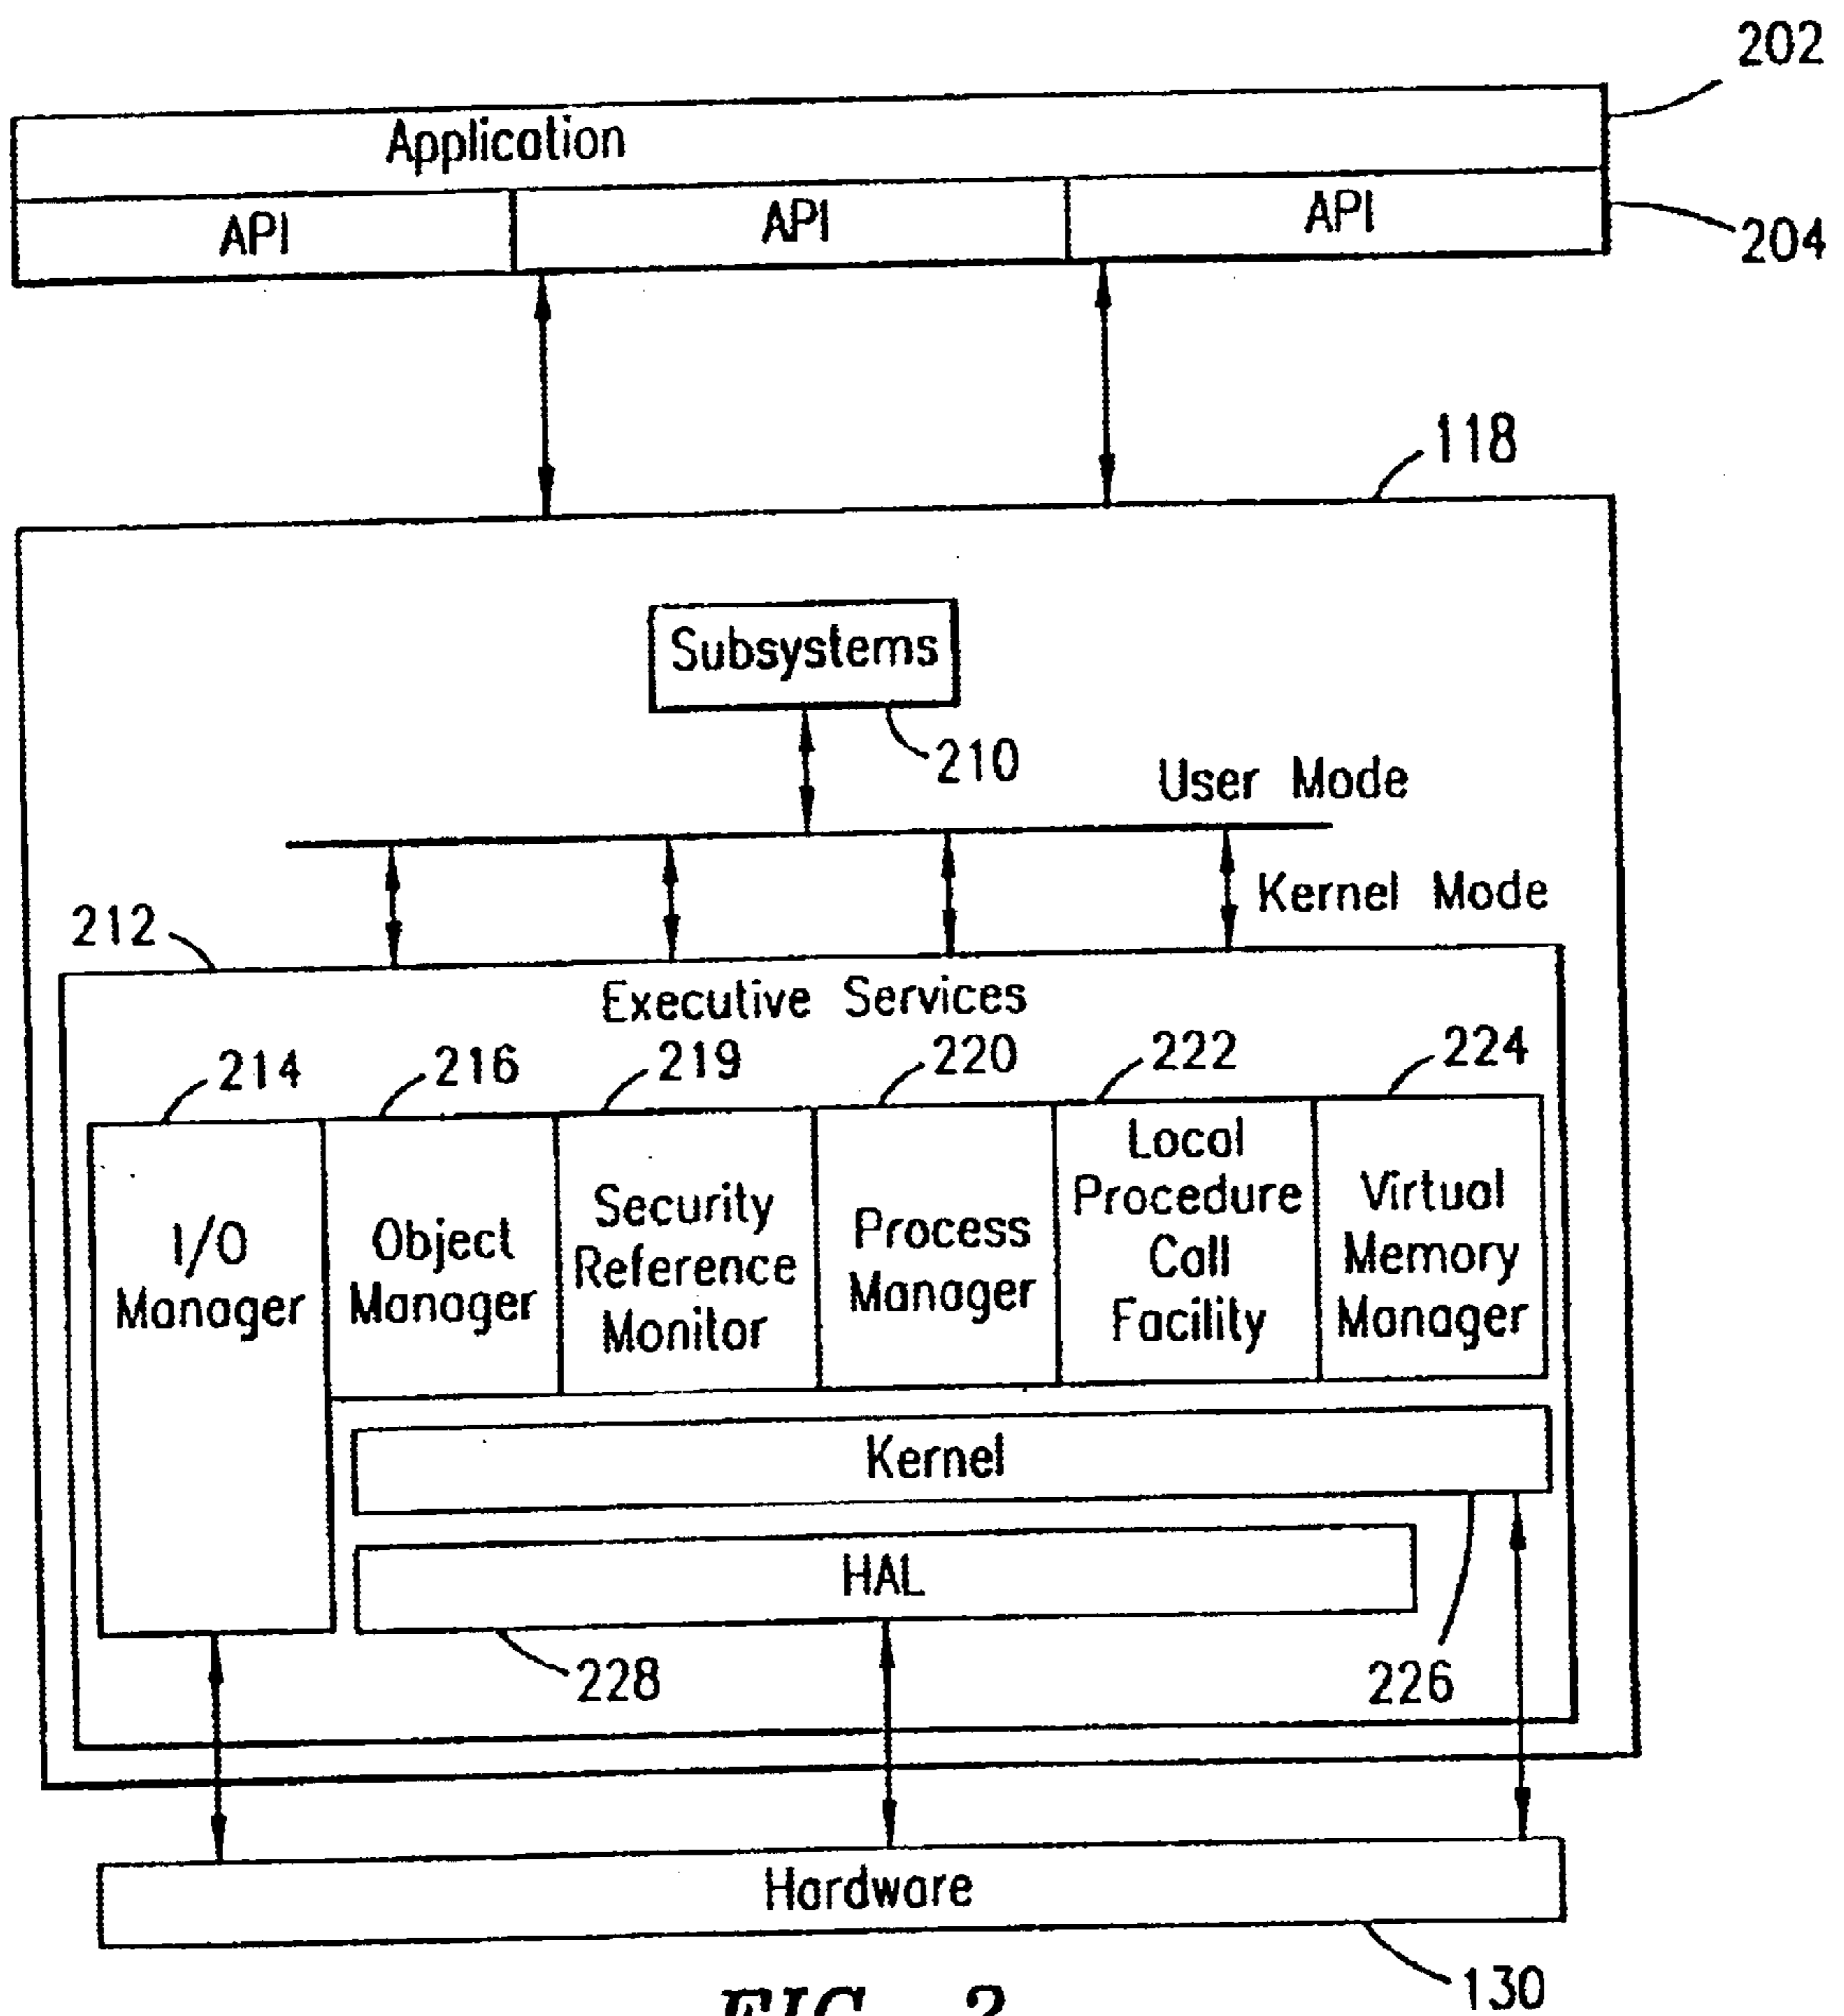 202
Application
API API API
204
118
Subsystems
210
User Mode
Kernel Mode
212
Executive Services
214 216 219 220 222 224
I/O
Manager
Object
Manager
Security
Reference
Monitor
Process
Manager
Local
Procedure
Call
Facility
Virtual
Memory
Manager
Kernel
HAL
228
226
Hardware
130